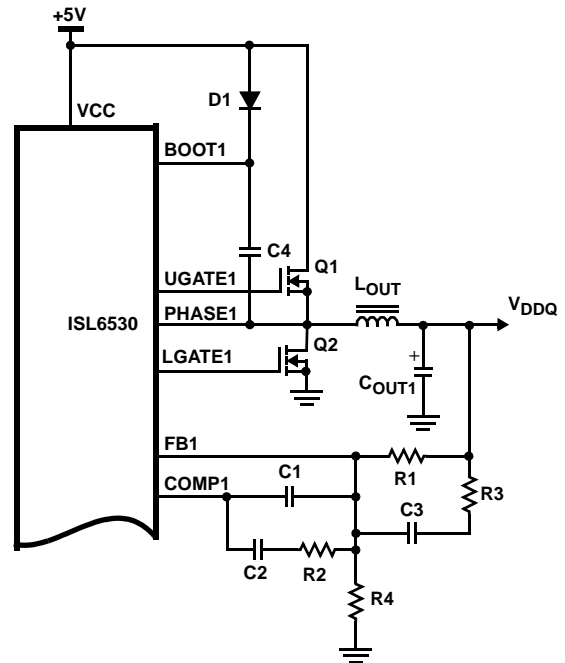 +5V
VCC
D1
BOOT1
C4
Q1
UGATE1
LOUT
VDDQ
ISL6530
PHASE1
Q2
LGATE1
+
COUT1
FB1
R1
C1
COMP1
R3
C3
C2
R2
R4